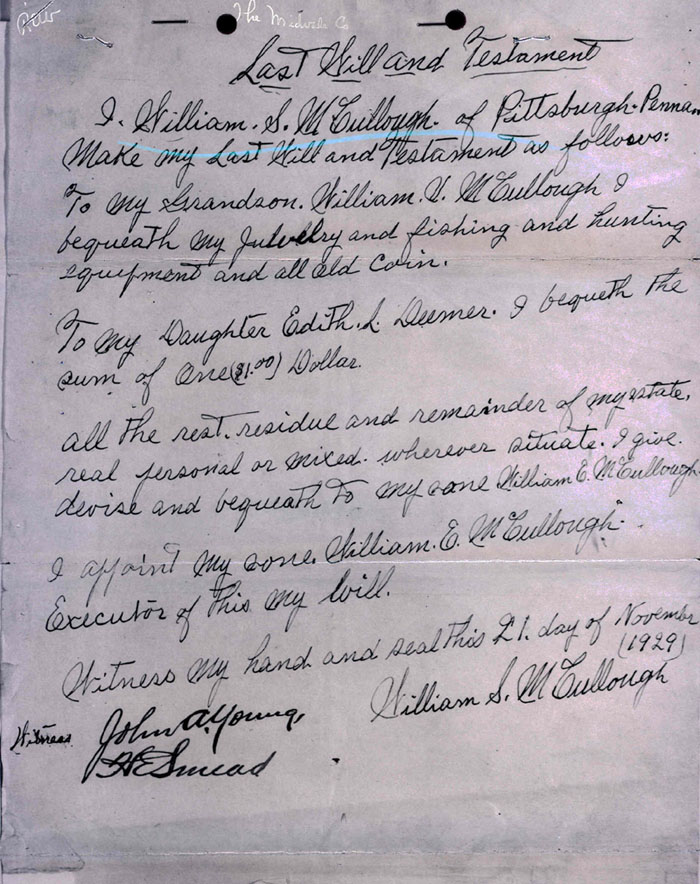 The Medvale Co
Last Will and Testament
I. William. S. McCullough. of Pittsburgh. Penna.
Make my Last Will and Testament as follows:
To my Grandson. William. V. McCullough I
bequeath my Julvelry and fishing and hunting
equipment and all old coin.
To my Daughter Edith. L. Deemer. I bequeth the
sum of One ($1.00) Dollar.
all the rest. residue and remainder of my estate,
real personal or mixed. wherever situate. I give.
devise and bequeath to my sone William E. McCullough
I appoint my sone. William. E. McCullough.
Executor of this my Will.
Witness my hand and seal this 21. day of November
(1929)
William S. McCullough
Witness John A. Young.
HE Smead